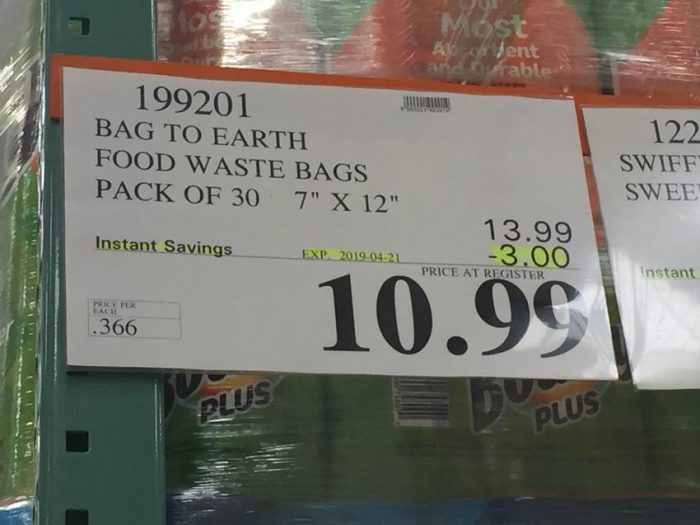 Our
Most
Absorbent
and Durable
199201
BAG TO EARTH
FOOD WASTE BAGS
PACK OF 30 7" X 12"
13.99
Instant Savings EXP. 2019-04-21 -3.00
PRICE AT REGISTER
10.99
PRICE PER
EACH
.366
122
SWIFF
SWEE
Instant
PLUS
PLUS